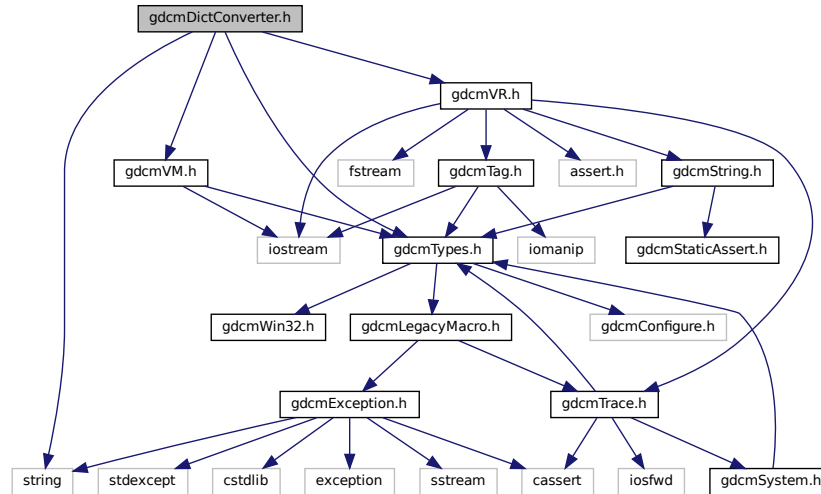 gdcmDictConverter.h
gdcmVR.h
gdcmVM.h
fstream
gdcmTag.h
assert.h
gdcmString.h
iostream
gdcmTypes.h
iomanip
gdcmStaticAssert.h
gdcmWin32.h
gdcmLegacyMacro.h
gdcmConfigure.h
gdcmException.h
gdcmTrace.h
string
stdexcept
cstdlib
exception
sstream
cassert
iosfwd
gdcmSystem.h